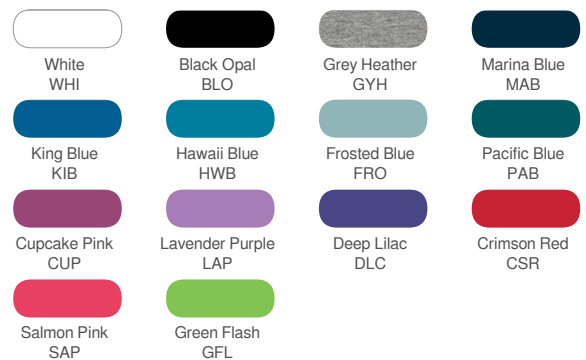 White
WHI
Black Opal
BLO
Grey Heather
GYH
Marina Blue
MAB
King Blue
KIB
Hawaii Blue
HWB
Frosted Blue
FRO
Pacific Blue
PAB
Cupcake Pink
CUP
Lavender Purple
LAP
Deep Lilac
DLC
Crimson Red
CSR
Salmon Pink
SAP
Green Flash
GFL